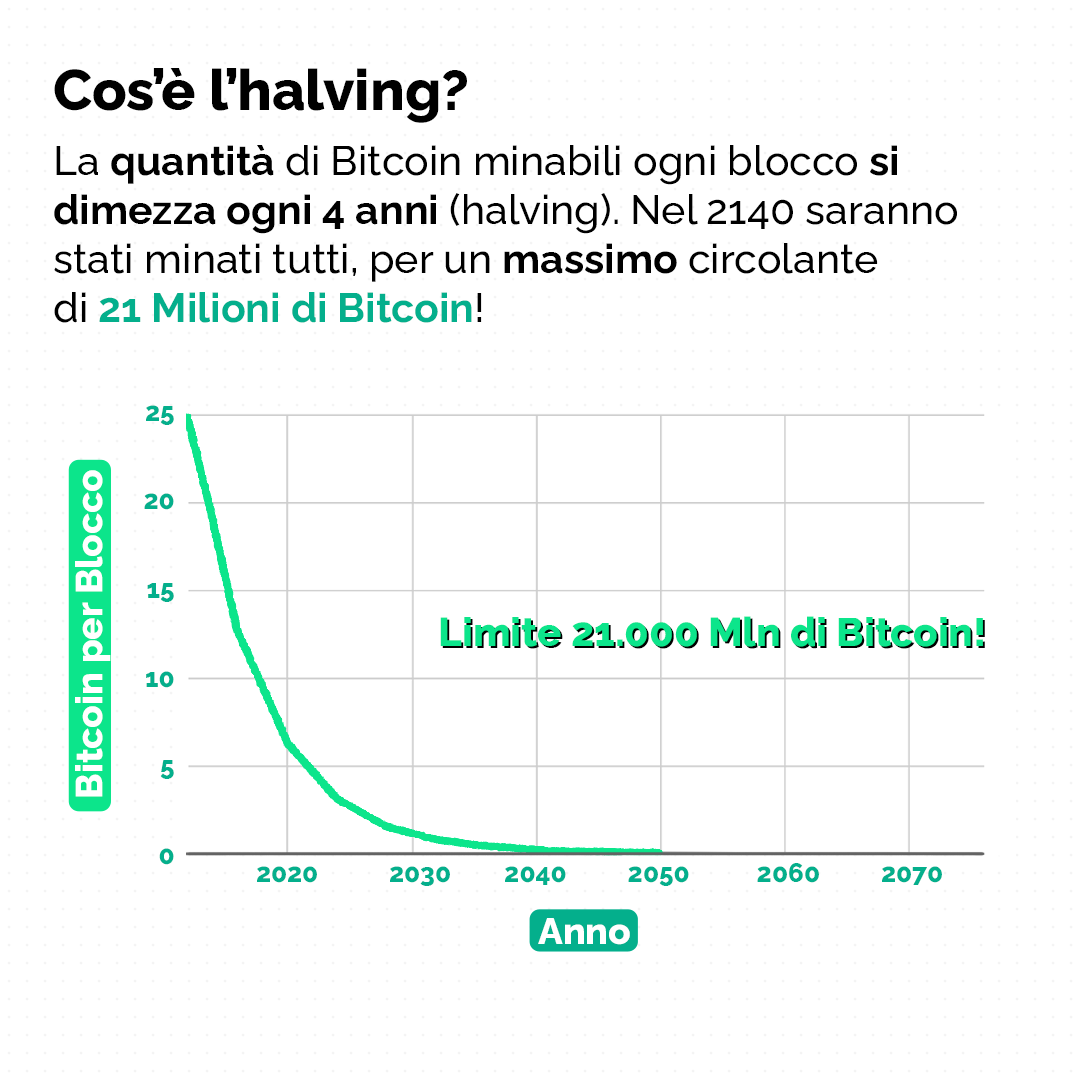 Cos’è l’halving?
La quantità di Bitcoin minabili ogni blocco si
dimezza ogni 4 anni (halving). Nel 2140 saranno
stati minati tutti, per un massimo circolante
di 21 Milioni di Bitcoin!
25
20
15
10
5
0
Bitcoin per Blocco
Limite 21.000 Mln di Bitcoin!
2020 2030 2040 2050 2060 2070
Anno